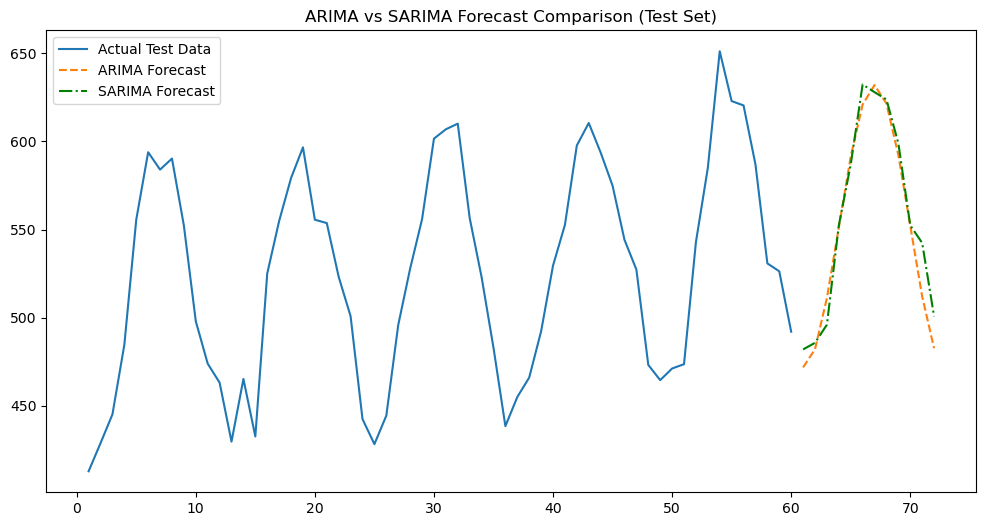 ARIMA vs SARIMA Forecast Comparison (Test Set)
Actual Test Data
ARIMA Forecast
SARIMA Forecast
650
600
550
500
450
0 10 20 30 40 50 60 70